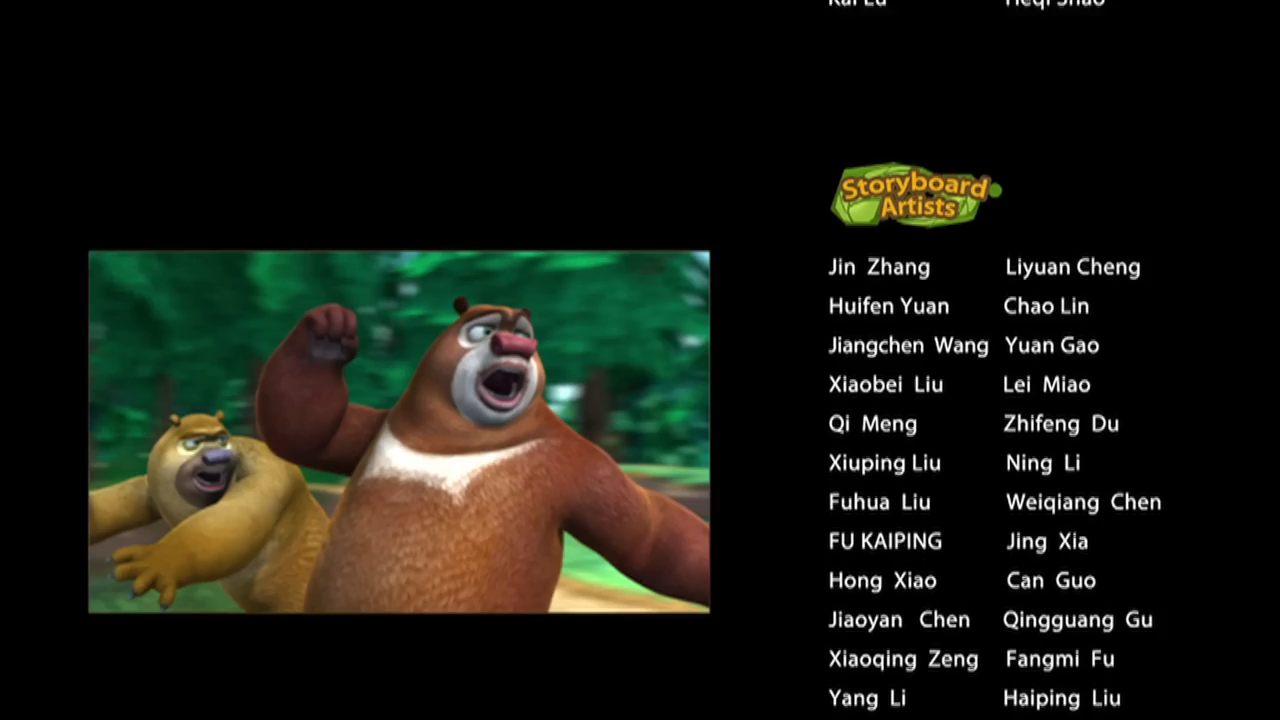 Storyboard
Artists
Jin Zhang Liyuan Cheng
Huifen Yuan Chao Lin
Jiangchen Wang Yuan Gao
Xiaobei Liu Lei Miao
Qi Meng Zhifeng Du
Xiuping Liu Ning Li
Fuhua Liu Weiqiang Chen
FU KAIPING Jing Xia
Hong Xiao Can Guo
Jiaoyan Chen Qingguang Gu
Xiaoqing Zeng Fangmi Fu
Yang Li Haiping Liu